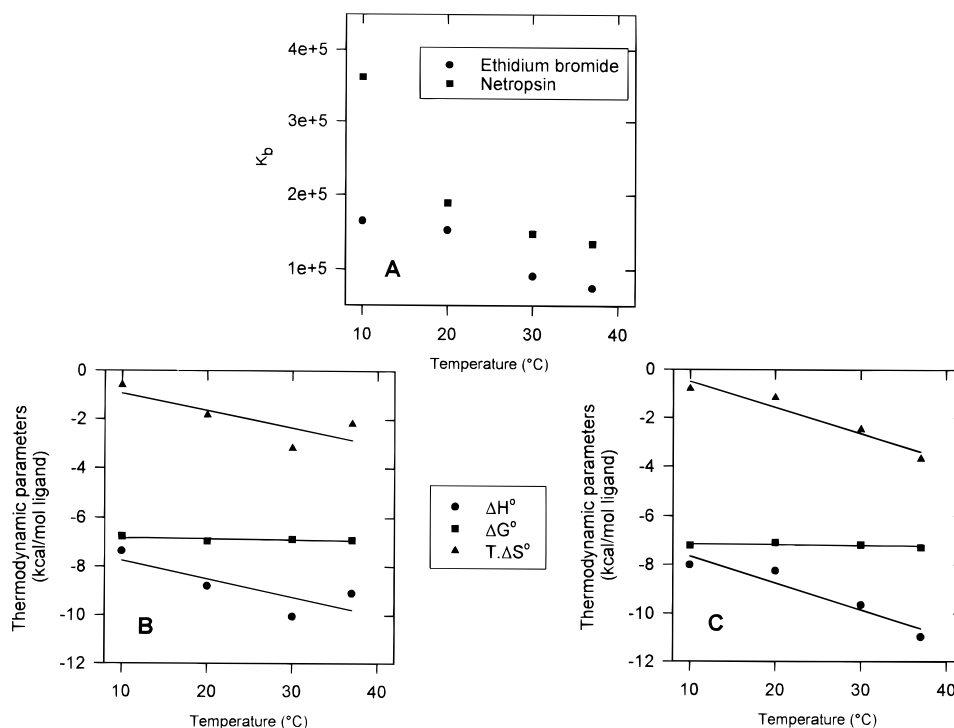 4e+5
3e+5
2e+5
1e+5
K_b
Ethidium bromide
Netropsin
A
10 20 30 40
Temperature (°C)
0
-2
-4
-6
-8
-10
-12
Thermodynamic parameters
(kcal/mol ligand)
B
10 20 30 40
Temperature (°C)
ΔH°
ΔG°
T.ΔS°
0
-2
-4
-6
-8
-10
-12
Thermodynamic parameters
(kcal/mol ligand)
C
10 20 30 40
Temperature (°C)